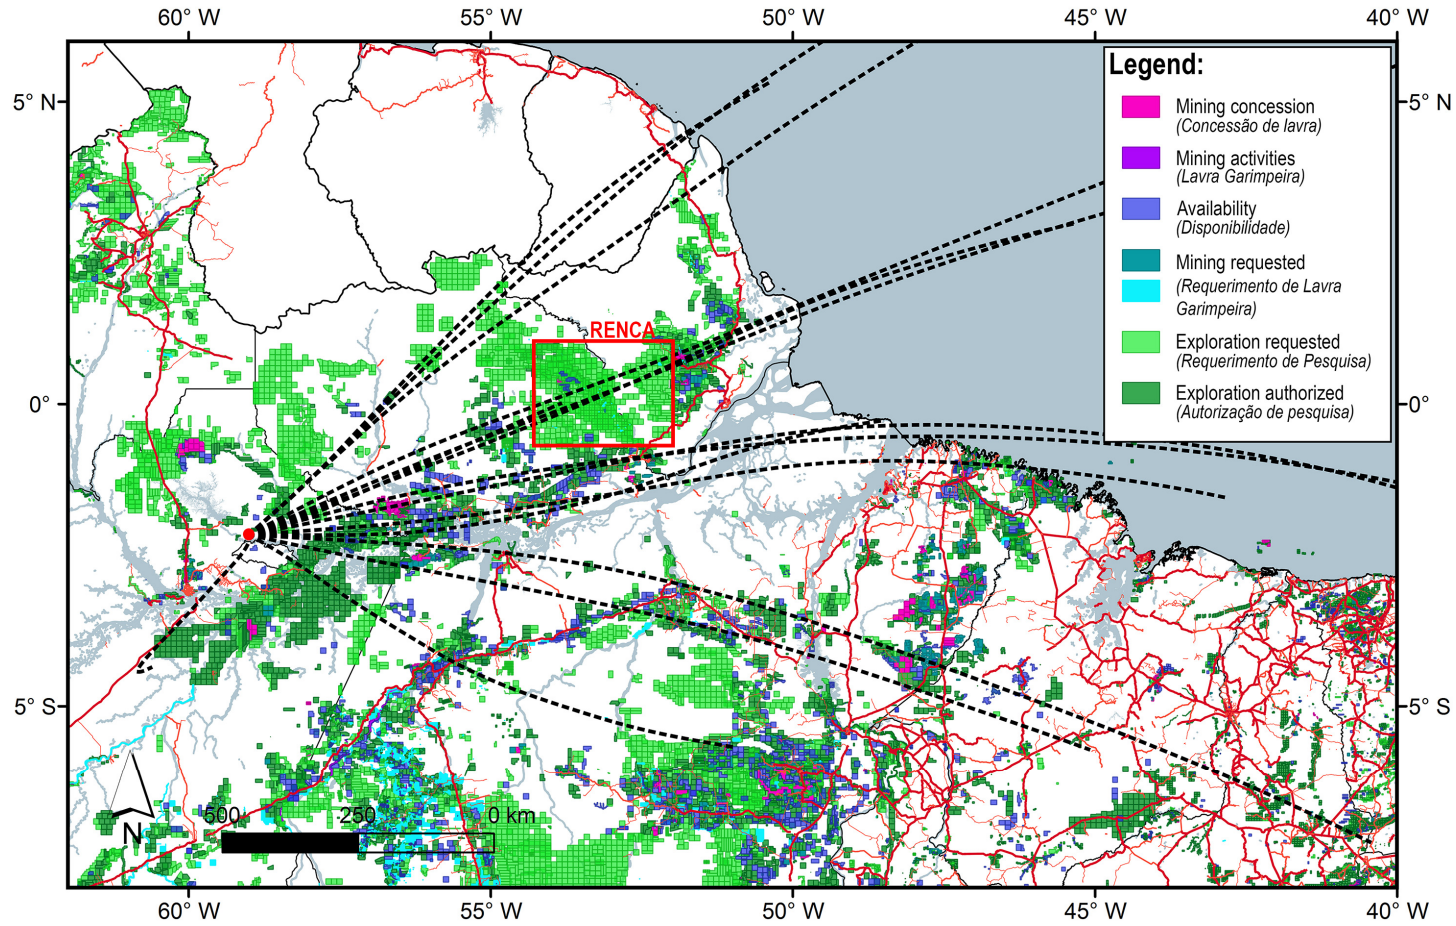 60° W
55° W
50° W
45° W
40° W
5° N
5° N
Legend:
Mining concession
(Concessão de lavra)
Mining activities
(Lavra Garimpeira)
Availability
(Disponibilidade)
Mining requested
(Requerimento de Lavra
Garimpeira)
Exploration requested
(Requerimento de Pesquisa)
Exploration authorized
(Autorização de pesquisa)
RENCA
0°
0°
5° S
5° S
N
500
250
0 km
60° W
55° W
50° W
45° W
40° W